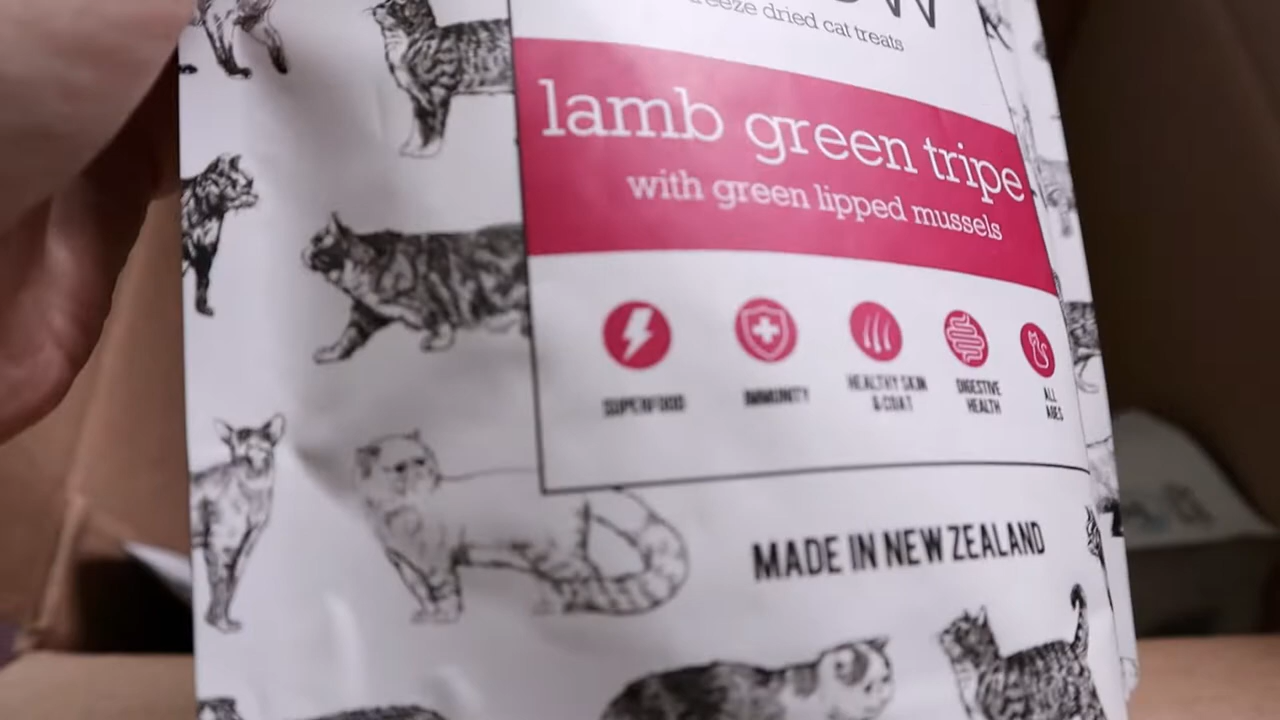 freeze dried cat treats
lamb green tripe
with green lipped mussels
SUPERFOOD
IMMUNITY
HEALTHY SKIN
& COAT
DIGESTIVE
HEALTH
ALL
AGES
MADE IN NEW ZEALAND